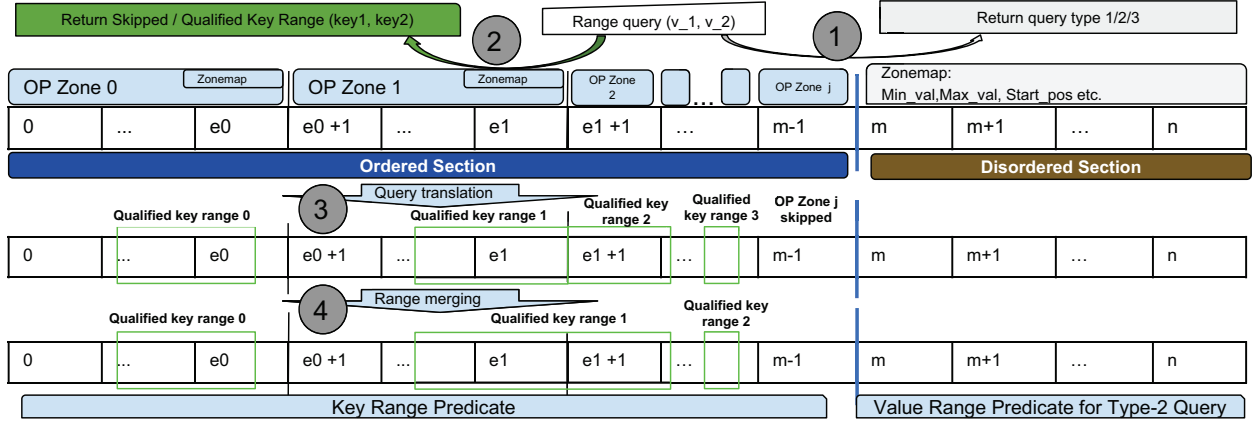 Return Skipped / Qualified Key Range (key1, key2)
2
Range query (v_1, v_2)
1
Return query type 1/2/3
OP Zone 0
Zonemap
OP Zone 1
Zonemap
OP Zone
2
...
OP Zone j
Zonemap:
Min_val,Max_val, Start_pos etc.
0 ... e0 e0 +1 ... e1 e1 +1 ... m-1 m m+1 ... n
Ordered Section
Disordered Section
3
Query translation
Qualified key range 0
Qualified key range 1
Qualified key
range 2
Qualified
key range 3
OP Zone j
skipped
0 ... e0 e0 +1 ... e1 e1 +1 ... m-1 m m+1 ... n
4
Range merging
Qualified key range 0
Qualified key range 1
Qualified key
range 2
0 ... e0 e0 +1 ... e1 e1 +1 ... m-1 m m+1 ... n
Key Range Predicate
Value Range Predicate for Type-2 Query